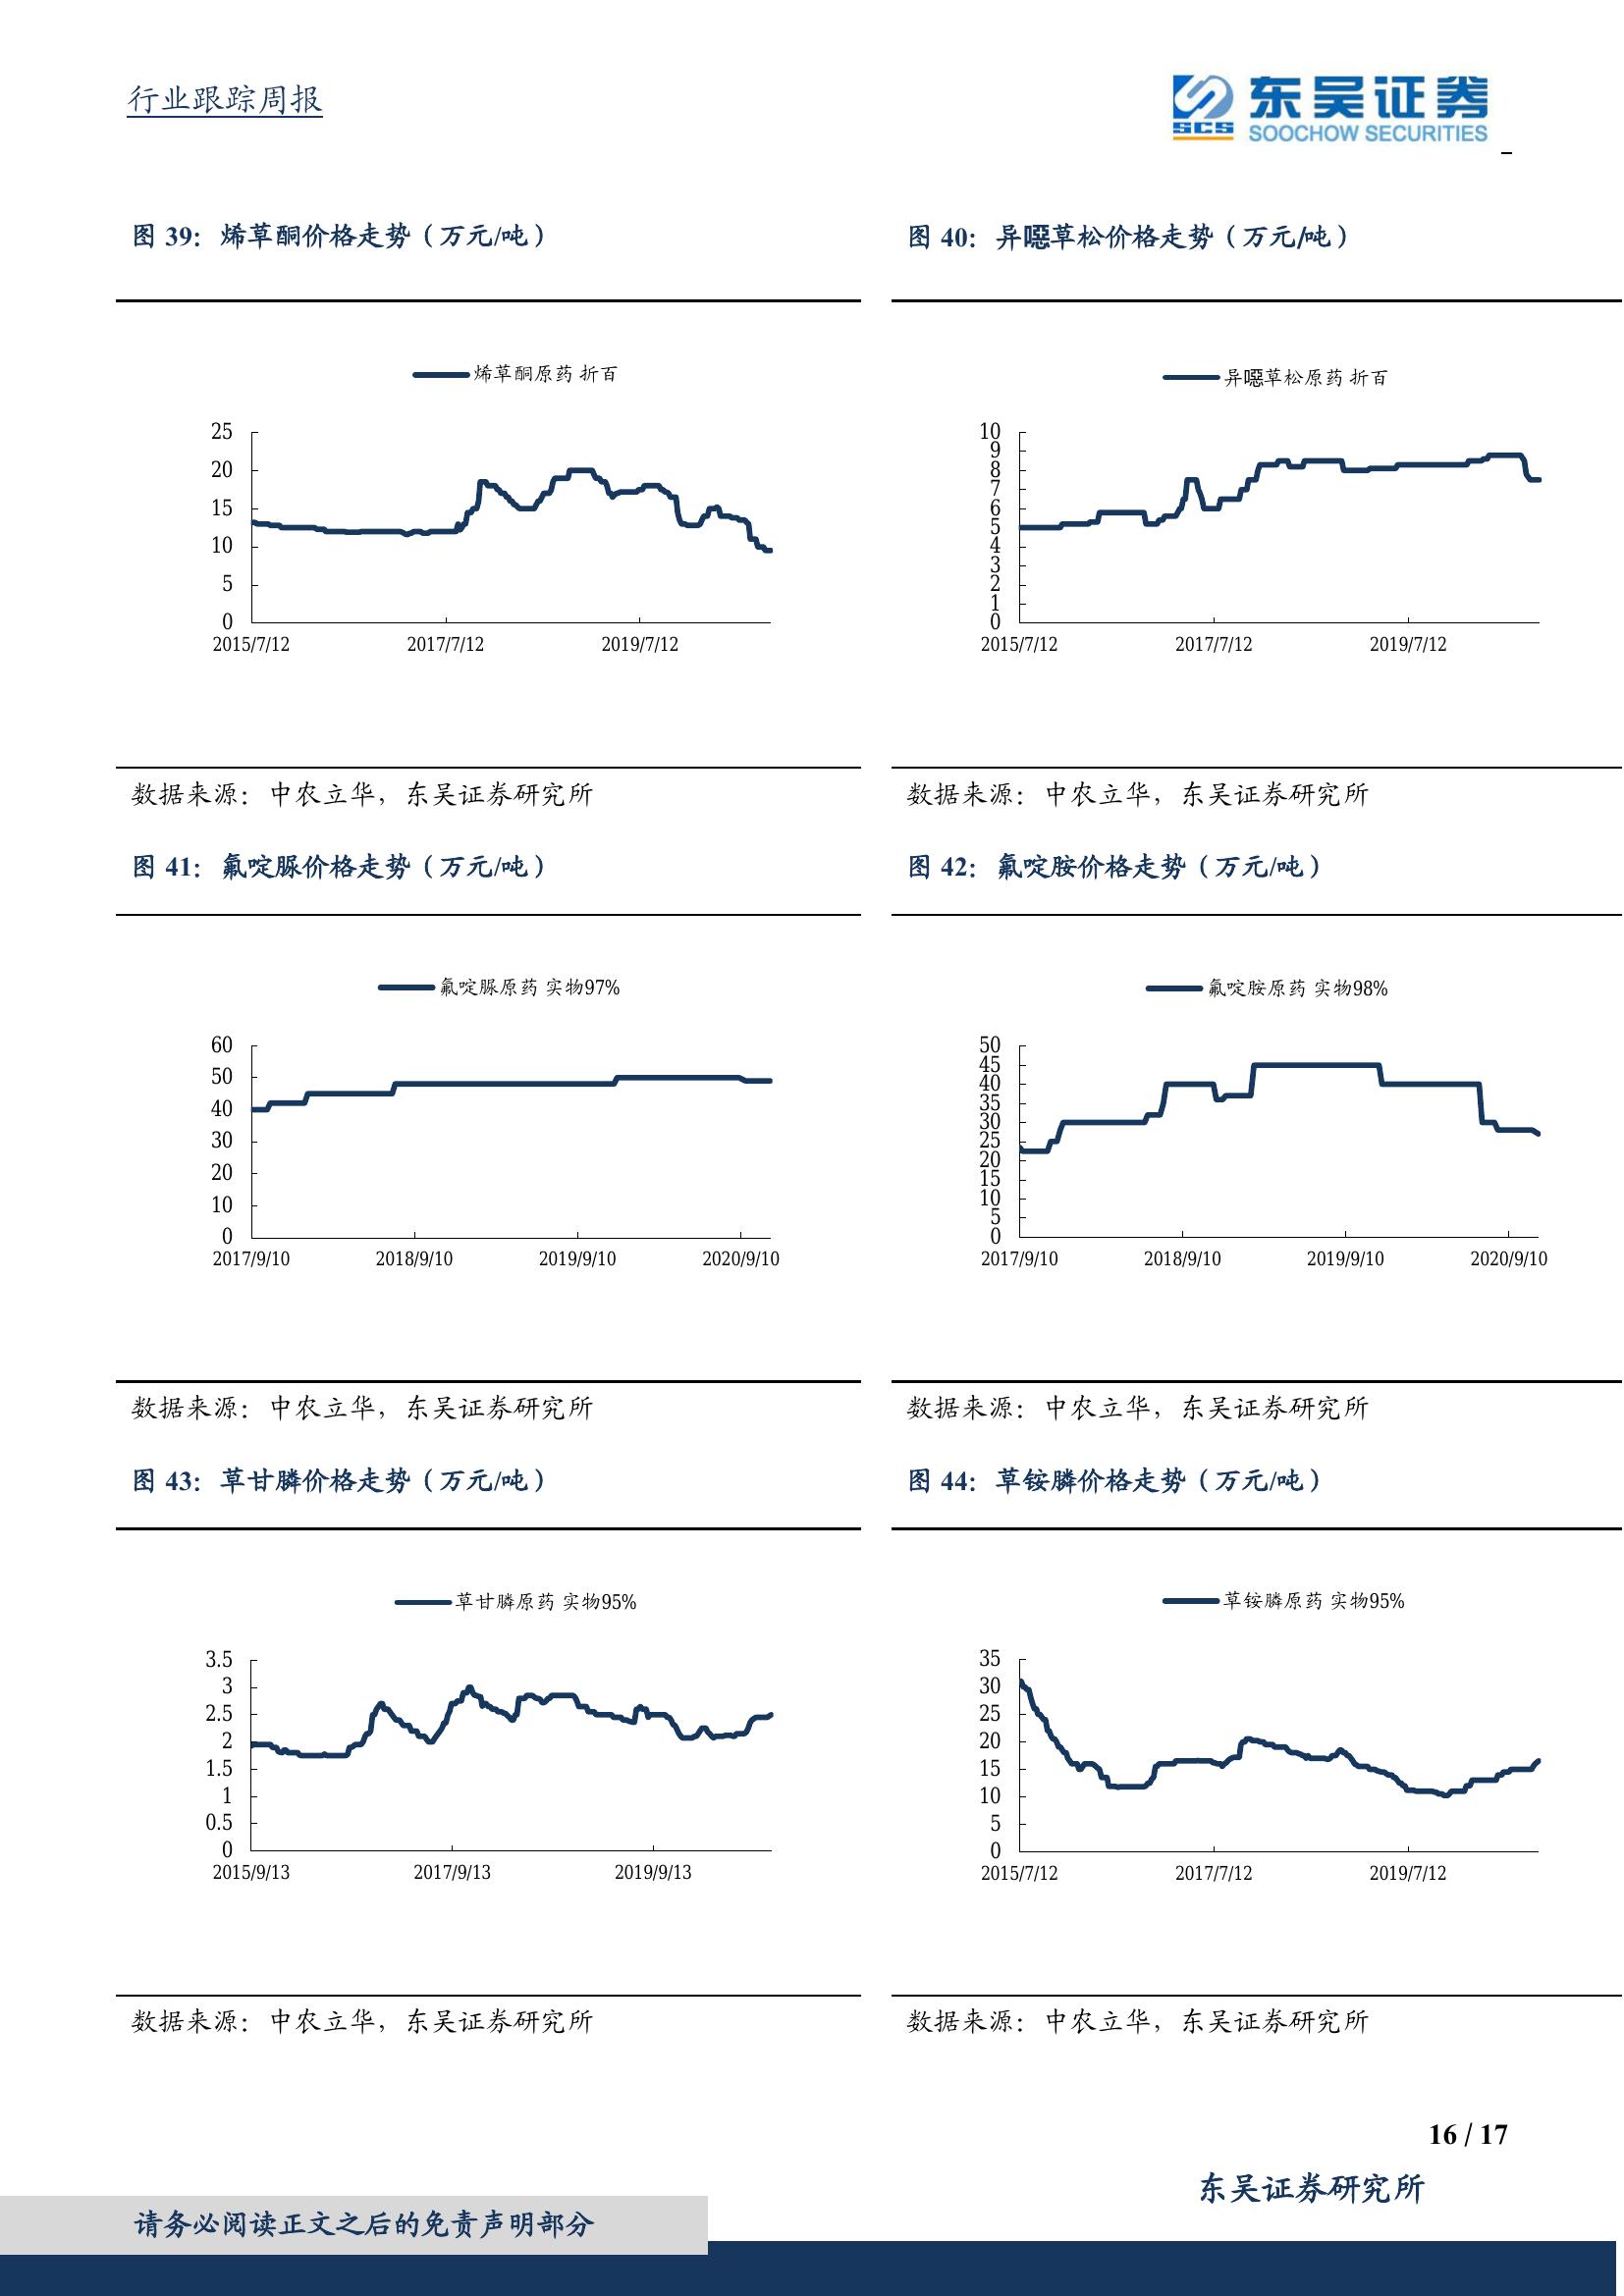 行业跟踪周报
SCS
东吴证券
SOOCHOW SECURITIES
图 39：烯草酮价格走势（万元/吨）
烯草酮原药 折百
25
20
15
10
5
0
2015/7/12 2017/7/12 2019/7/12
数据来源：中农立华，东吴证券研究所
图 40：异噁草松价格走势（万元/吨）
异噁草松原药 折百
10
9
8
7
6
5
4
3
2
1
0
2015/7/12 2017/7/12 2019/7/12
数据来源：中农立华，东吴证券研究所
图 41：氟啶脲价格走势（万元/吨）
氟啶脲原药 实物97%
60
50
40
30
20
10
0
2017/9/10 2018/9/10 2019/9/10 2020/9/10
数据来源：中农立华，东吴证券研究所
图 42：氟啶胺价格走势（万元/吨）
氟啶胺原药 实物98%
50
45
40
35
30
25
20
15
10
5
0
2017/9/10 2018/9/10 2019/9/10 2020/9/10
数据来源：中农立华，东吴证券研究所
图 43：草甘膦价格走势（万元/吨）
草甘膦原药 实物95%
3.5
3
2.5
2
1.5
1
0.5
0
2015/9/13 2017/9/13 2019/9/13
数据来源：中农立华，东吴证券研究所
图 44：草铵膦价格走势（万元/吨）
草铵膦原药 实物95%
35
30
25
20
15
10
5
0
2015/7/12 2017/7/12 2019/7/12
数据来源：中农立华，东吴证券研究所
16 / 17
东吴证券研究所
请务必阅读正文之后的免责声明部分